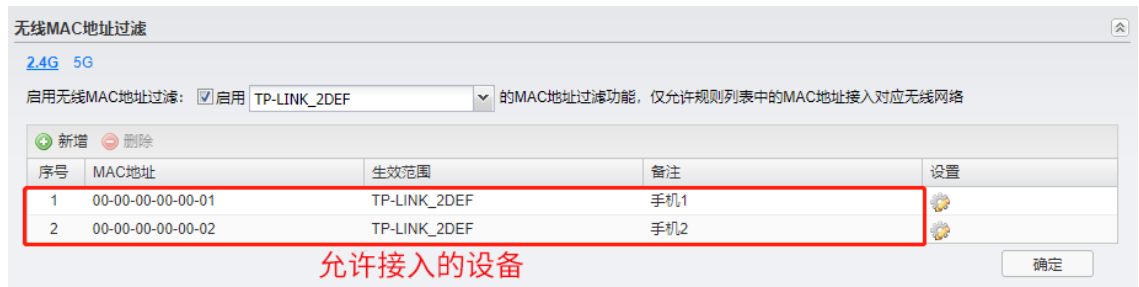 无线MAC地址过滤
2.4G 5G
启用无线MAC地址过滤: 启用 TP-LINK_2DEF 的MAC地址过滤功能，仅允许规则列表中的MAC地址接入对应无线网络
新增 删除
序号 MAC地址 生效范围 备注 设置
1 00-00-00-00-00-01 TP-LINK_2DEF 手机1
2 00-00-00-00-00-02 TP-LINK_2DEF 手机2
允许接入的设备
确定